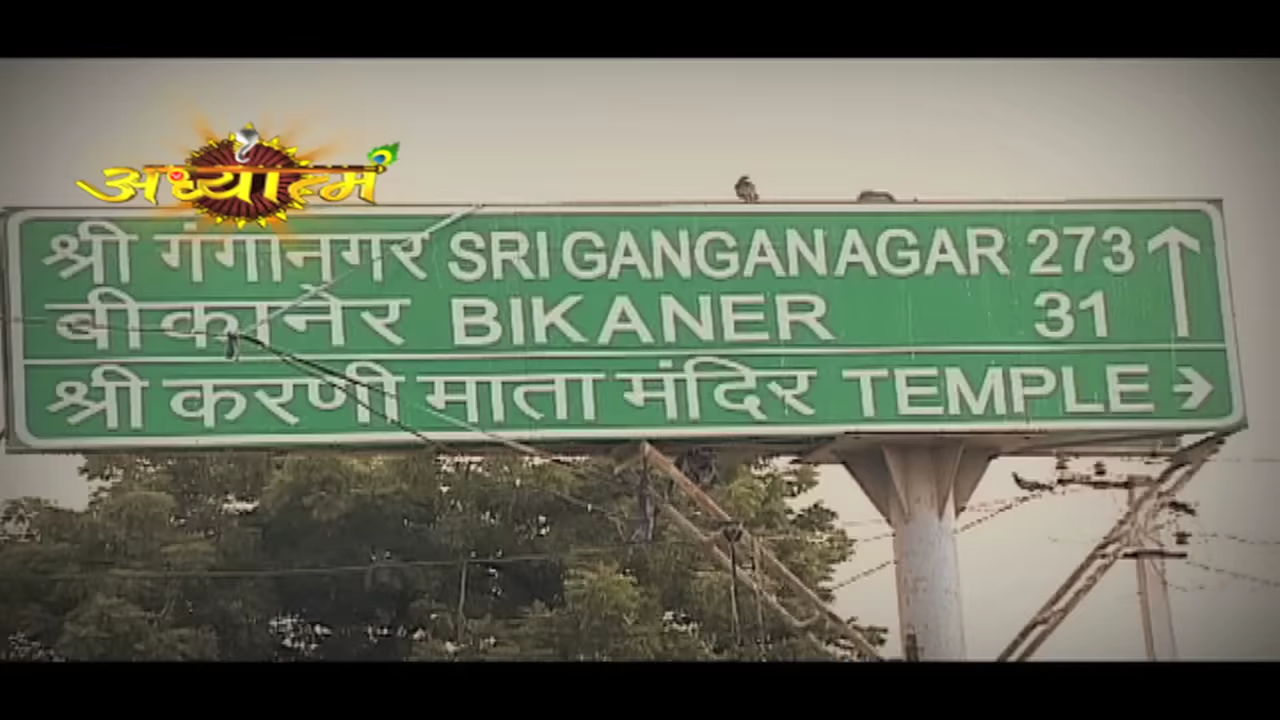 अध्यात्म
श्री गंगानगर SRI GANGANAGAR 273
बीकानेर BIKANER 31
श्री करणी माता मंदिर TEMPLE